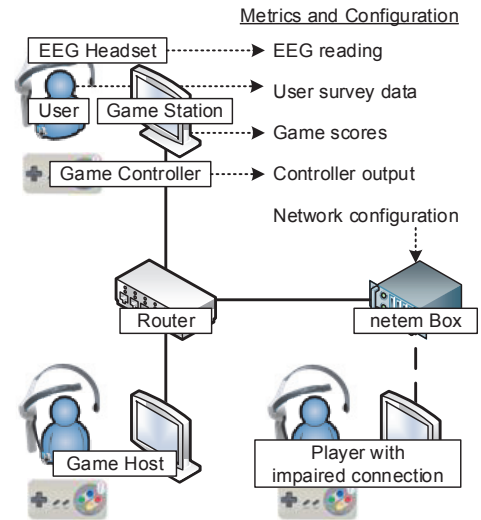 Metrics and Configuration
EEG Headset
EEG reading
User
Game Station
User survey data
Game scores
Game Controller
Controller output
Network configuration
Router
netem Box
Game Host
Player with
impaired connection